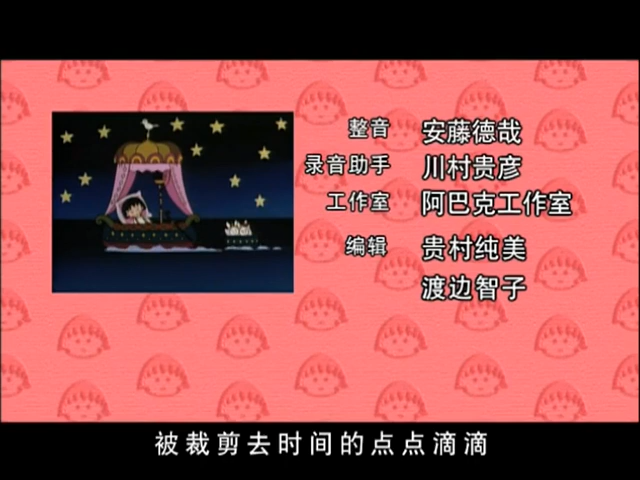 整音 安藤德哉
录音助手 川村贵彦
工作室 阿巴克工作室
编辑 贵村纯美
渡边智子
被裁剪去时间的点点滴滴